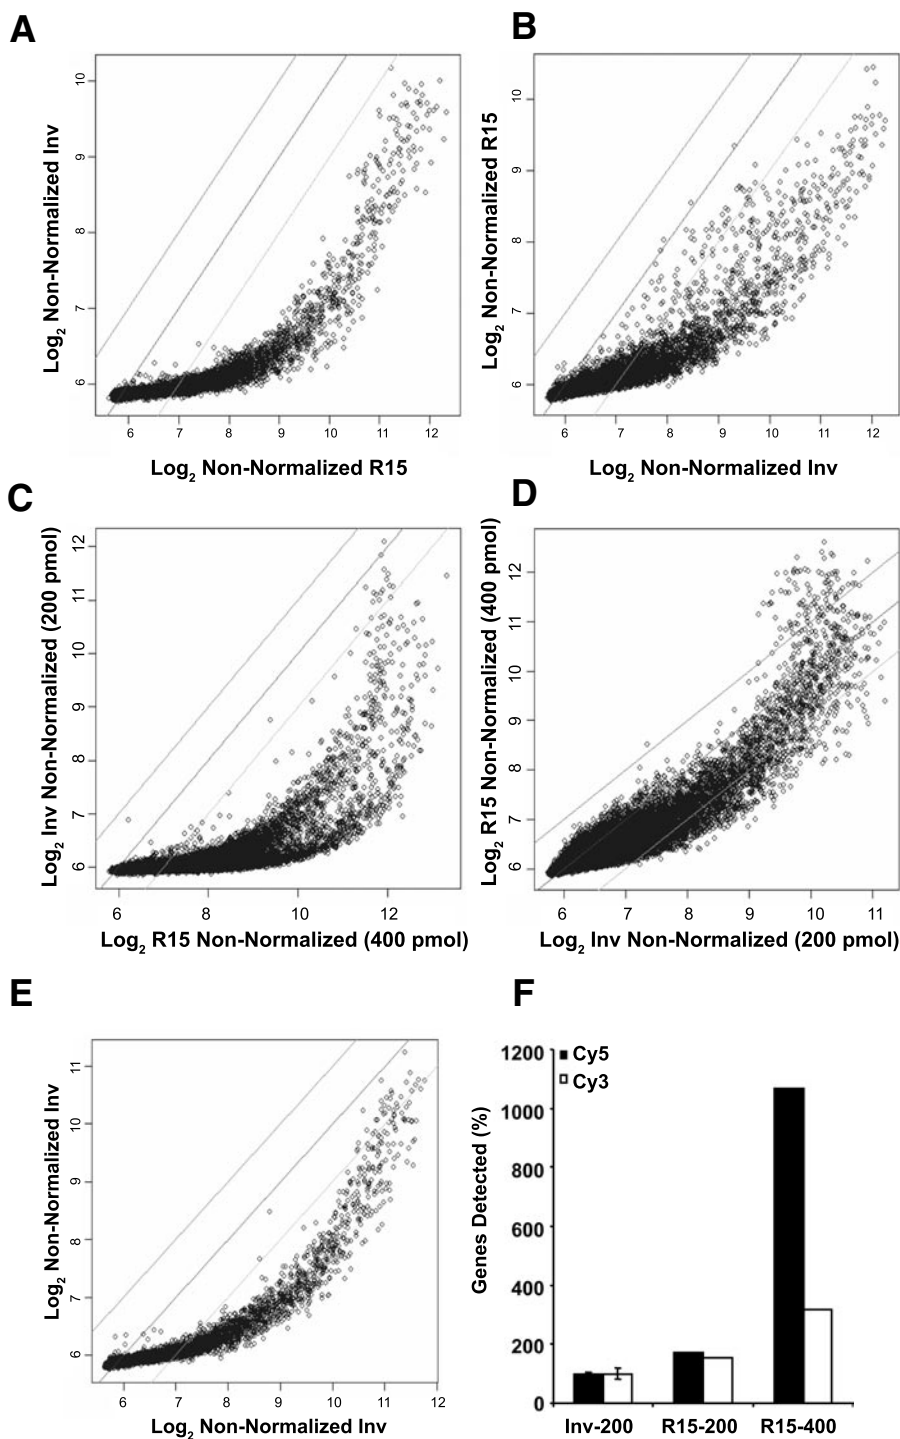 A
Log2 Non-Normalized Inv
10
9
8
7
6
6 7 8 9 10 11 12
Log2 Non-Normalized R15
B
Log2 Non-Normalized R15
10
9
8
7
6
6 7 8 9 10 11 12
Log2 Non-Normalized Inv
C
Log2 Inv Non-Normalized (200 pmol)
12
11
10
9
8
7
6
6 8 10 12
Log2 R15 Non-Normalized (400 pmol)
D
Log2 R15 Non-Normalized (400 pmol)
12
11
10
9
8
7
6
6 7 8 9 10 11
Log2 Inv Non-Normalized (200 pmol)
E
Log2 Non-Normalized Inv
11
10
9
8
7
6
6 7 8 9 10 11 12
Log2 Non-Normalized Inv
F
Genes Detected (%)
1200
1000
800
600
400
200
0
Cy5
Cy3
Inv-200 R15-200 R15-400